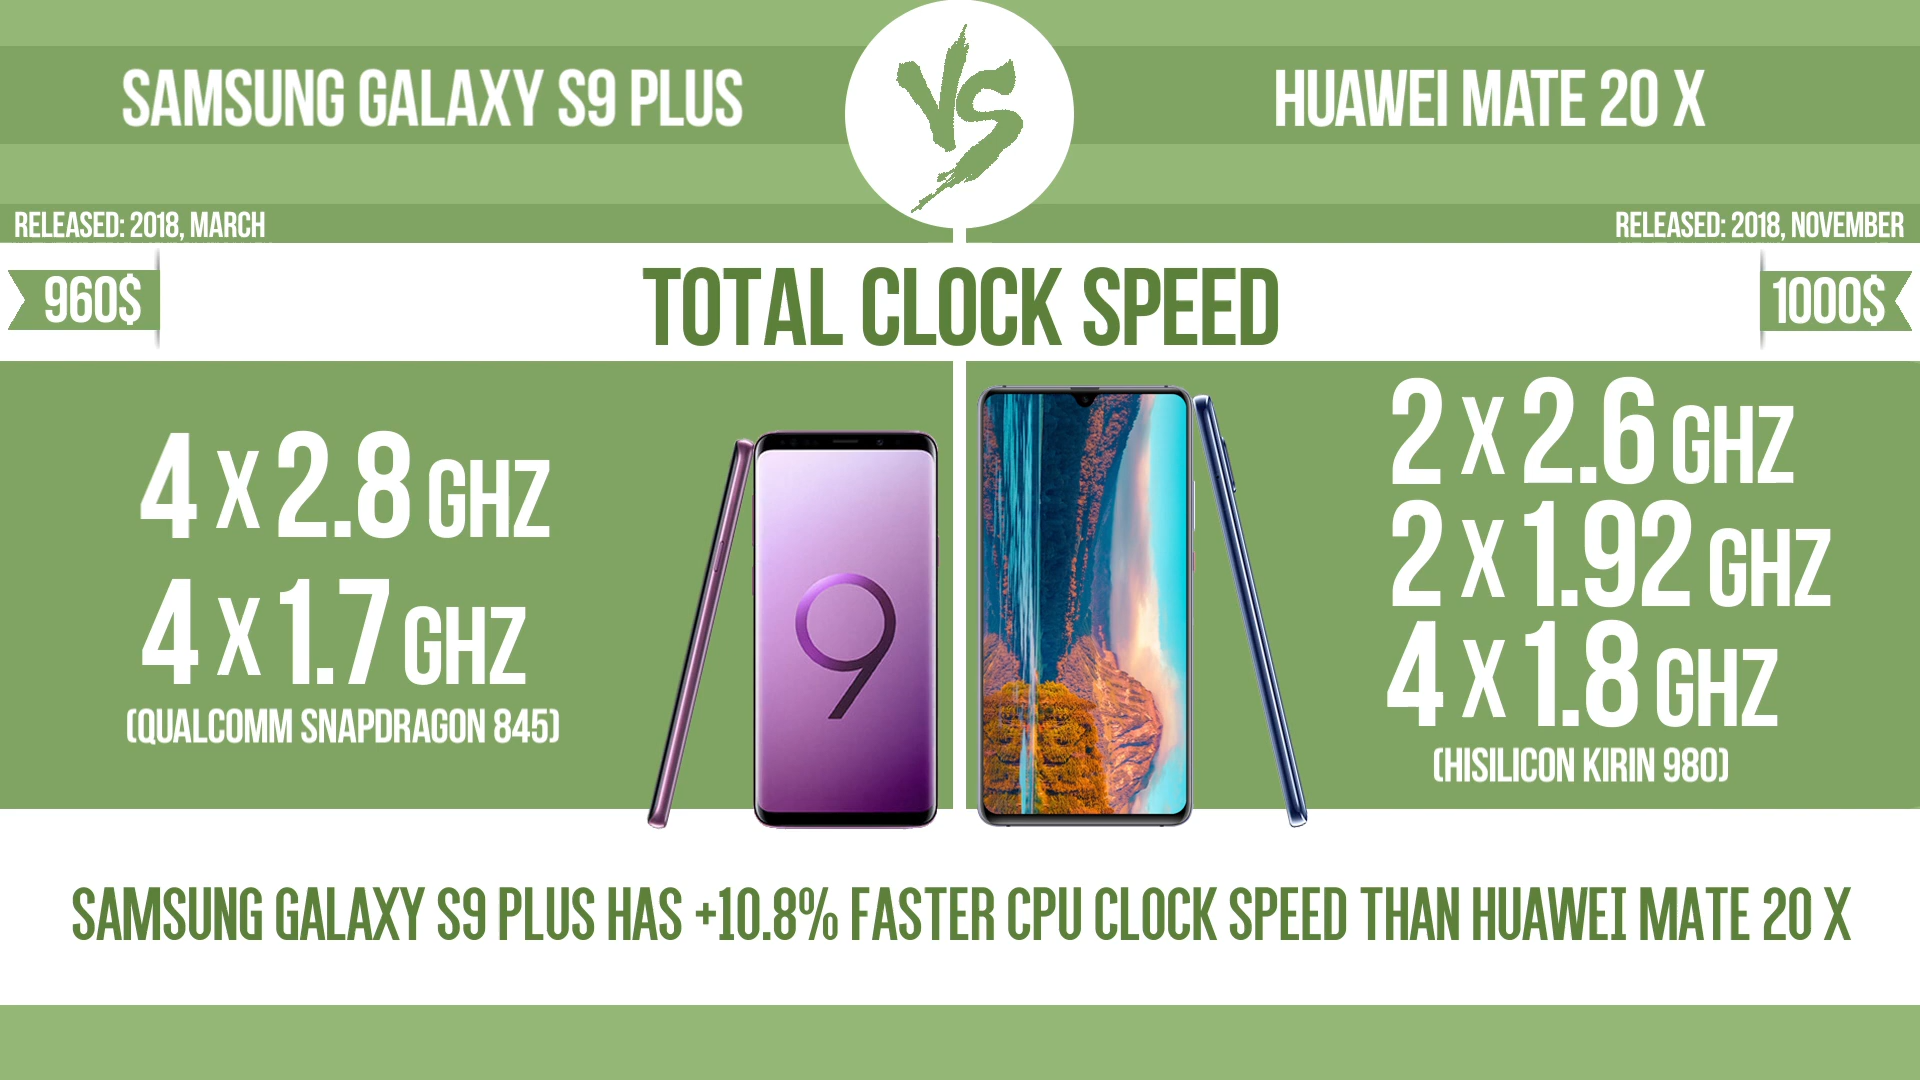 SAMSUNG GALAXY S9 PLUS
VS
HUAWEI MATE 20 X
RELEASED: 2018, MARCH
RELEASED: 2018, NOVEMBER
960$
TOTAL CLOCK SPEED
1000$
4 X 2.8 GHZ
4 X 1.7 GHZ
(QUALCOMM SNAPDRAGON 845)
9
2 X 2.6 GHZ
2 X 1.92 GHZ
4 X 1.8 GHZ
(HISILICON KIRIN 980)
SAMSUNG GALAXY S9 PLUS HAS +10.8% FASTER CPU CLOCK SPEED THAN HUAWEI MATE 20 X